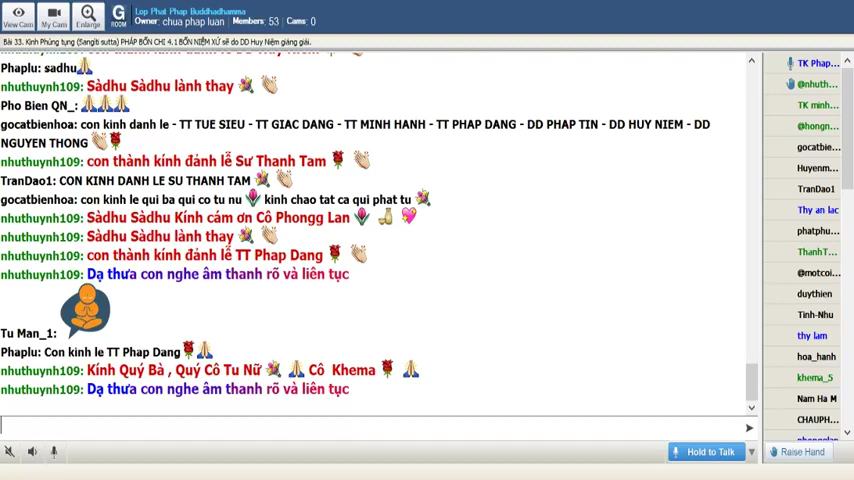 Lop Phat Phap Buddhadhamma
Owner: chua phap luan / Members: 53 / Cams: 0
View Cam
My Cam
Enlarge
G
ROOM
Bài 33. Kinh Phúng tụng (Sangiti sutta) PHÁP BỐN CHI 4.1 BỐN NIỆM XỨ sẽ do DD Huy Niệm giảng giải.
Phaplu: sadhu
nhuthuynh109: Sàdhu Sàdhu lành thay
Pho Bien QN_:
gocatbienhoa: con kinh danh le - TT TUE SIEU - TT GIAC DANG - TT MINH HANH - TT PHAP DANG - DD PHAP TIN - DD HUY NIEM - DD
NGUYEN THONG
nhuthuynh109: con thành kính đảnh lễ Sư Thanh Tam
TranDao1: CON KINH DANH LE SU THANH TAM
gocatbienhoa: con kinh le qui ba qui co tu nu kinh chao tat ca qui phat tu
nhuthuynh109: Sàdhu Sàdhu Kính cám ơn Cô Phongg Lan
nhuthuynh109: Sàdhu Sàdhu lành thay
nhuthuynh109: con thành kính đảnh lễ TT Phap Dang
nhuthuynh109: Dạ thưa con nghe âm thanh rõ và liên tục
Tu Man_1:
Phaplu: Con kinh le TT Phap Dang
nhuthuynh109: Kính Quý Bà , Quý Cô Tu Nữ Cô Khema
nhuthuynh109: Dạ thưa con nghe âm thanh rõ và liên tục
TK Phap...
@nhuth...
TK minh...
@hongn...
gocatbie...
Huyenm...
TranDao1
Thy an lac
phatphu...
ThanhT...
@motcoi...
duythien
Tinh-Nhu
thy lam
hoa_hanh
khema_5
Nam Ha M
CHAUPH...
Hold to Talk
Raise Hand